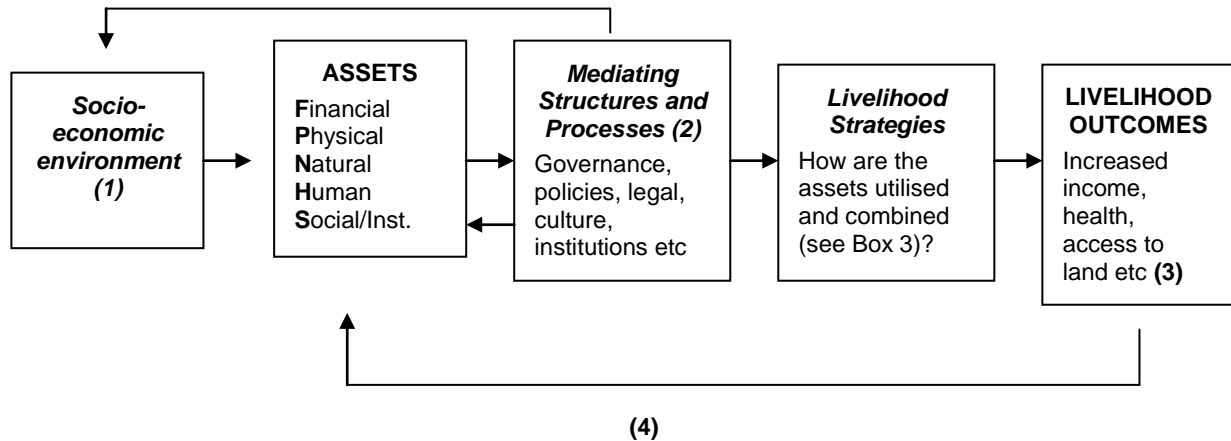 Socio-
economic
environment
(1)
ASSETS
Financial
Physical
Natural
Human
Social/Inst.
Mediating
Structures and
Processes (2)
Governance,
policies, legal,
culture,
institutions etc
Livelihood
Strategies
How are the
assets utilised
and combined
(see Box 3)?
LIVELIHOOD
OUTCOMES
Increased
income,
health,
access to
land etc (3)
(4)